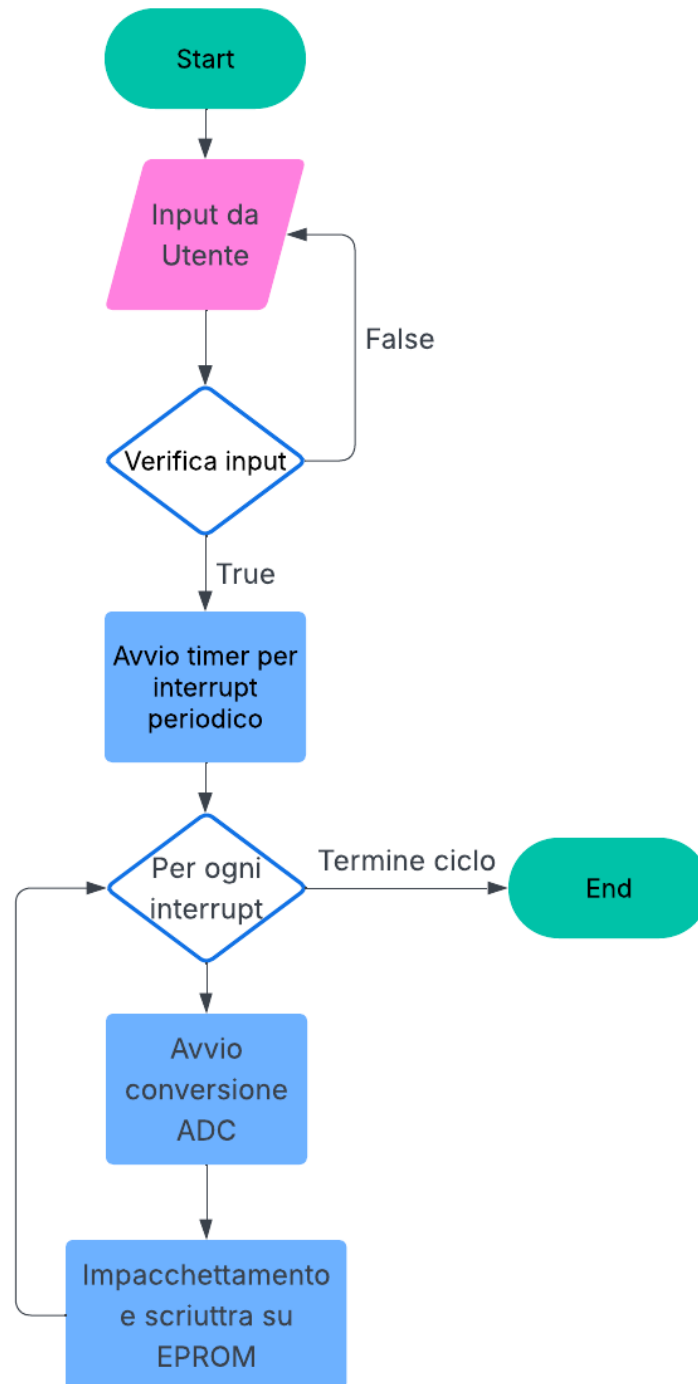 Start
Input da
Utente
False
Verifica input
True
Avvio timer per
interrupt
periodico
Per ogni
interrupt
Termine ciclo
End
Avvio
conversione
ADC
Impacchettamento
e scriuttra su
EPROM